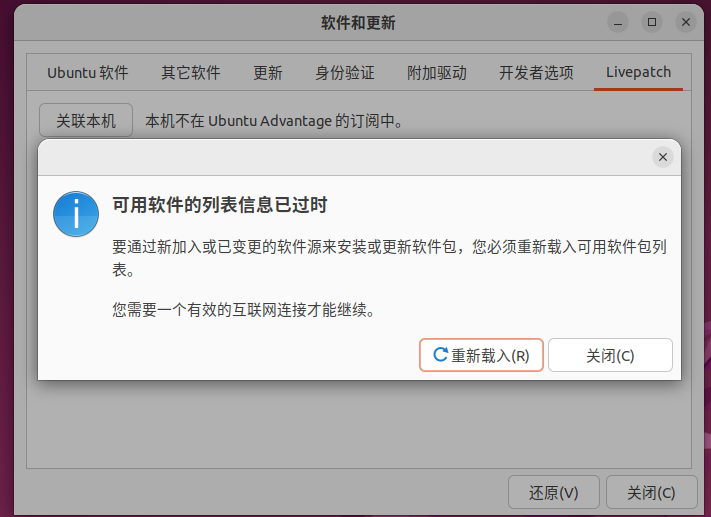 软件和更新
Ubuntu 软件 其它软件 更新 身份验证 附加驱动 开发者选项 Livepatch
关联本机 本机不在 Ubuntu Advantage 的订阅中。
可用软件的列表信息已过时
要通过新加入或已变更的软件源来安装或更新软件包，您必须重新载入可用软件包列
表。
您需要一个有效的互联网连接才能继续。
重新载入(R) 关闭(C)
还原(V) 关闭(C)